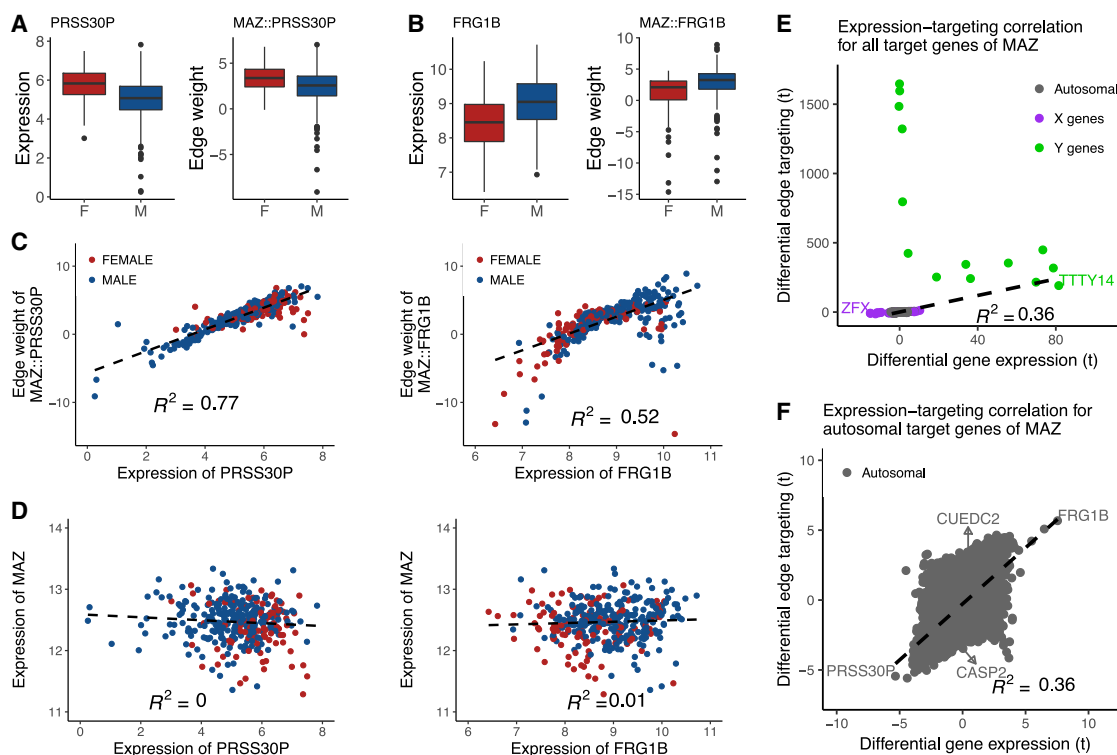 A
PRSS30P
MAZ::PRSS30P
Expression
8
6
4
2
0
F
M
Edge weight
5
0
−5
F
M
B
FRG1B
MAZ::FRG1B
Expression
10
9
8
7
F
M
Edge weight
10
5
0
−5
−10
−15
F
M
C
FEMALE
MALE
Edge weight of
MAZ::PRSS30P
10
0
−10
R² = 0.77
0
2
4
6
8
Expression of PRSS30P
FEMALE
MALE
Edge weight of
MAZ::FRG1B
10
0
−10
R² = 0.52
6
7
8
9
10
11
Expression of FRG1B
D
Expression of MAZ
14
13
12
11
R² = 0
0
2
4
6
8
Expression of PRSS30P
Expression of MAZ
14
13
12
11
R² =0.01
6
7
8
9
10
11
Expression of FRG1B
E
Expression−targeting correlation
for all target genes of MAZ
Differential edge targeting (t)
1500
1000
500
0
Autosomal
X genes
Y genes
ZFX
TTTY14
R² = 0.36
0
40
80
Differential gene expression (t)
F
Expression−targeting correlation for
autosomal target genes of MAZ
Differential edge targeting (t)
10
5
0
−5
Autosomal
CUEDC2
FRG1B
PRSS30P
CASP2
R² = 0.36
−10
−5
0
5
10
Differential gene expression (t)